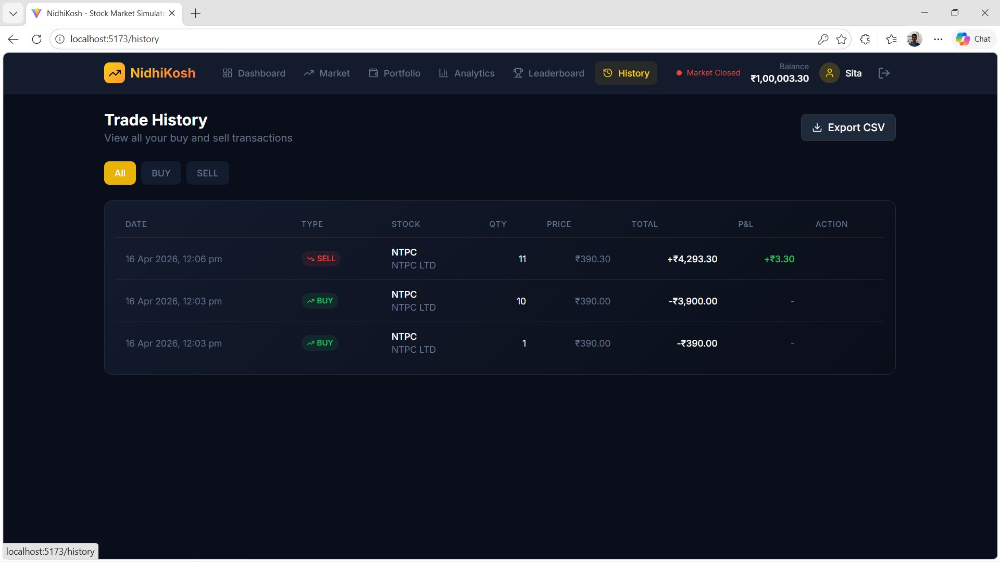 NidhiKosh - Stock Market Simulat
localhost:5173/history
Chat
NidhiKosh
Dashboard
Market
Portfolio
Analytics
Leaderboard
History
Market Closed
Balance
₹1,00,003.30
Sita
Trade History
View all your buy and sell transactions
Export CSV
All
BUY
SELL
DATE TYPE STOCK QTY PRICE TOTAL P&L ACTION
16 Apr 2026, 12:06 pm SELL NTPC 11 ₹390.30 +₹4,293.30 +₹3.30
NTPC LTD
16 Apr 2026, 12:03 pm BUY NTPC 10 ₹390.00 -₹3,900.00 -
NTPC LTD
16 Apr 2026, 12:03 pm BUY NTPC 1 ₹390.00 -₹390.00 -
NTPC LTD
localhost:5173/history